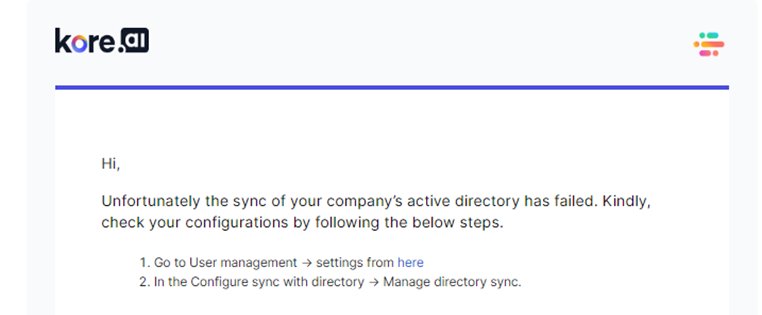 kore.ai
Hi,
Unfortunately the sync of your company's active directory has failed. Kindly,
check your configurations by following the below steps.
1. Go to User management → settings from here
2. In the Configure sync with directory → Manage directory sync.